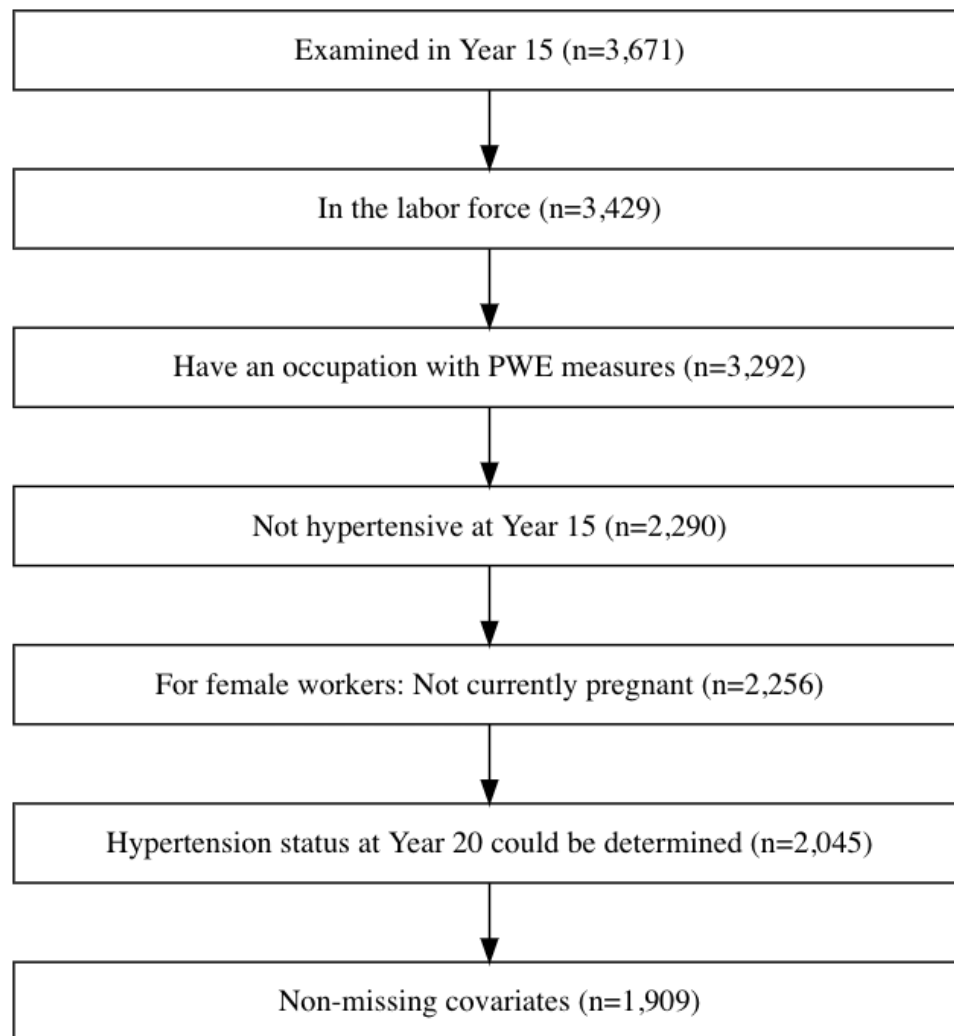 Examined in Year 15 (n=3,671)
In the labor force (n=3,429)
Have an occupation with PWE measures (n=3,292)
Not hypertensive at Year 15 (n=2,290)
For female workers: Not currently pregnant (n=2,256)
Hypertension status at Year 20 could be determined (n=2,045)
Non-missing covariates (n=1,909)